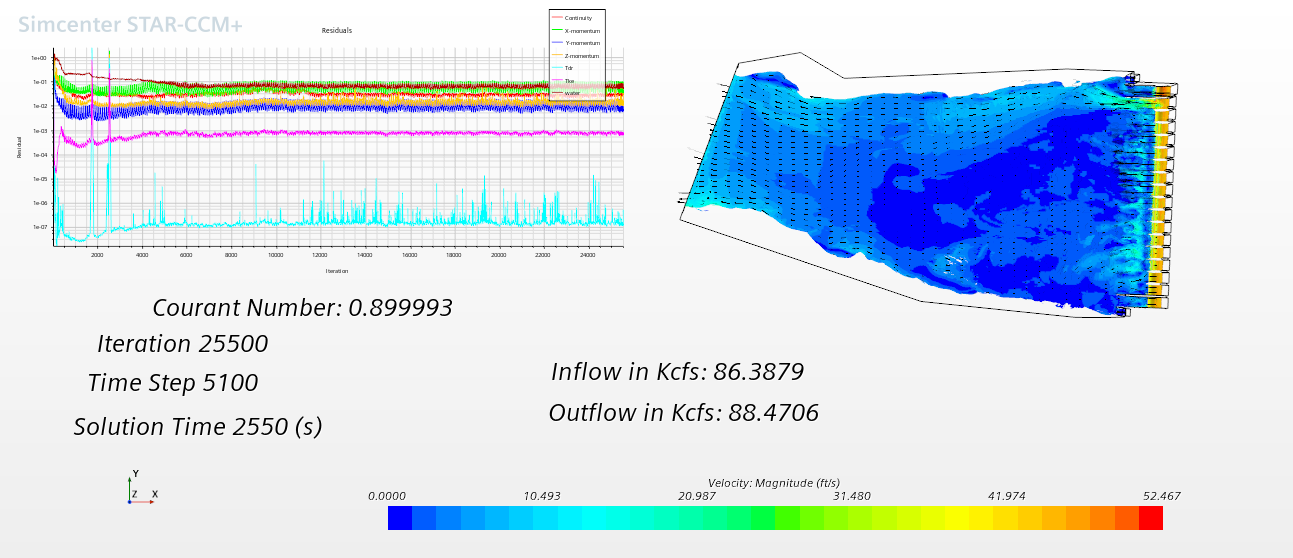 Simcenter STAR-CCM+
Residuals
Continuity
X-momentum
Y-momentum
Z-momentum
Tdr
Tke
water
1e+00
1e-01
1e-02
1e-03
1e-04
1e-05
1e-06
1e-07
Residual
2000 4000 6000 8000 10000 12000 14000 16000 18000 20000 22000 24000
Iteration
Courant Number: 0.899993
Iteration 25500
Time Step 5100
Solution Time 2550 (s)
Inflow in Kcfs: 86.3879
Outflow in Kcfs: 88.4706
Y
Z X
Velocity: Magnitude (ft/s)
0.0000 10.493 20.987 31.480 41.974 52.467